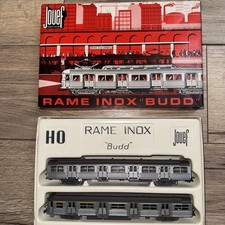 Jouef
RAME INOX "BUDD"
HO
RAME INOX
"Budd"
Jouef